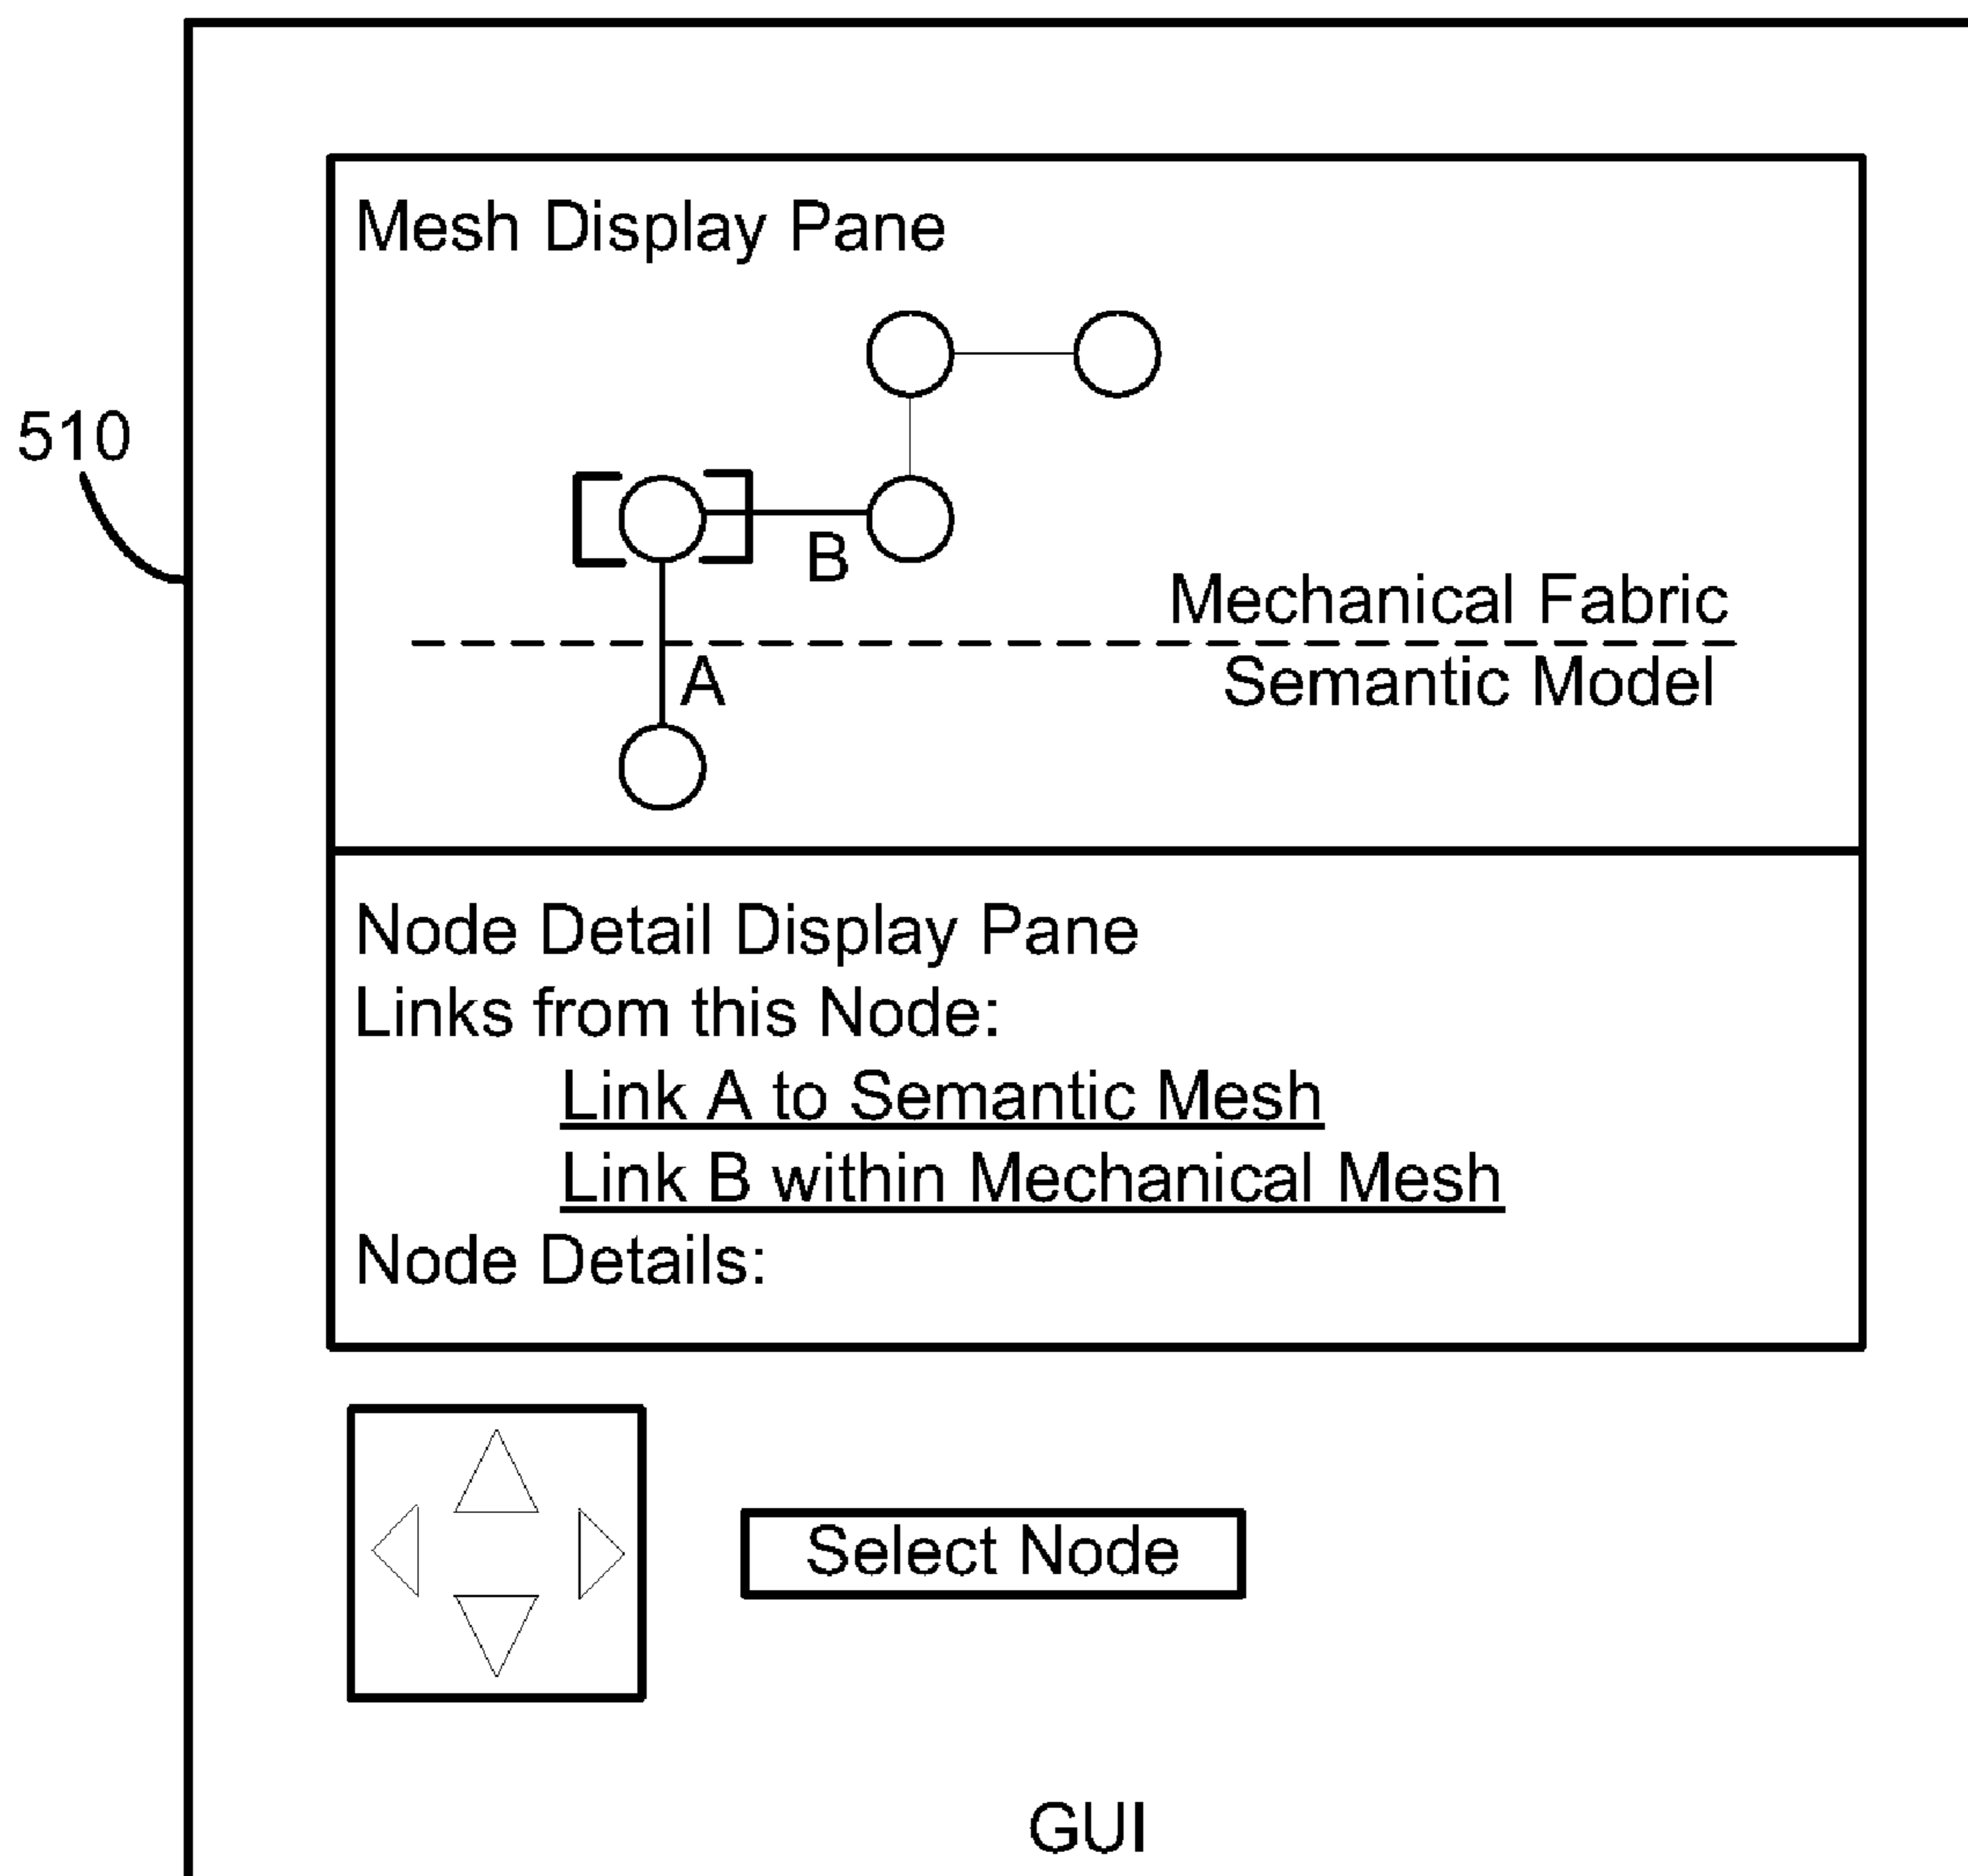 Mesh Display Pane
510
B
Mechanical Fabric
A
Semantic Model
Node Detail Display Pane
Links from this Node:
Link A to Semantic Mesh
Link B within Mechanical Mesh
Node Details:
Select Node
GUI